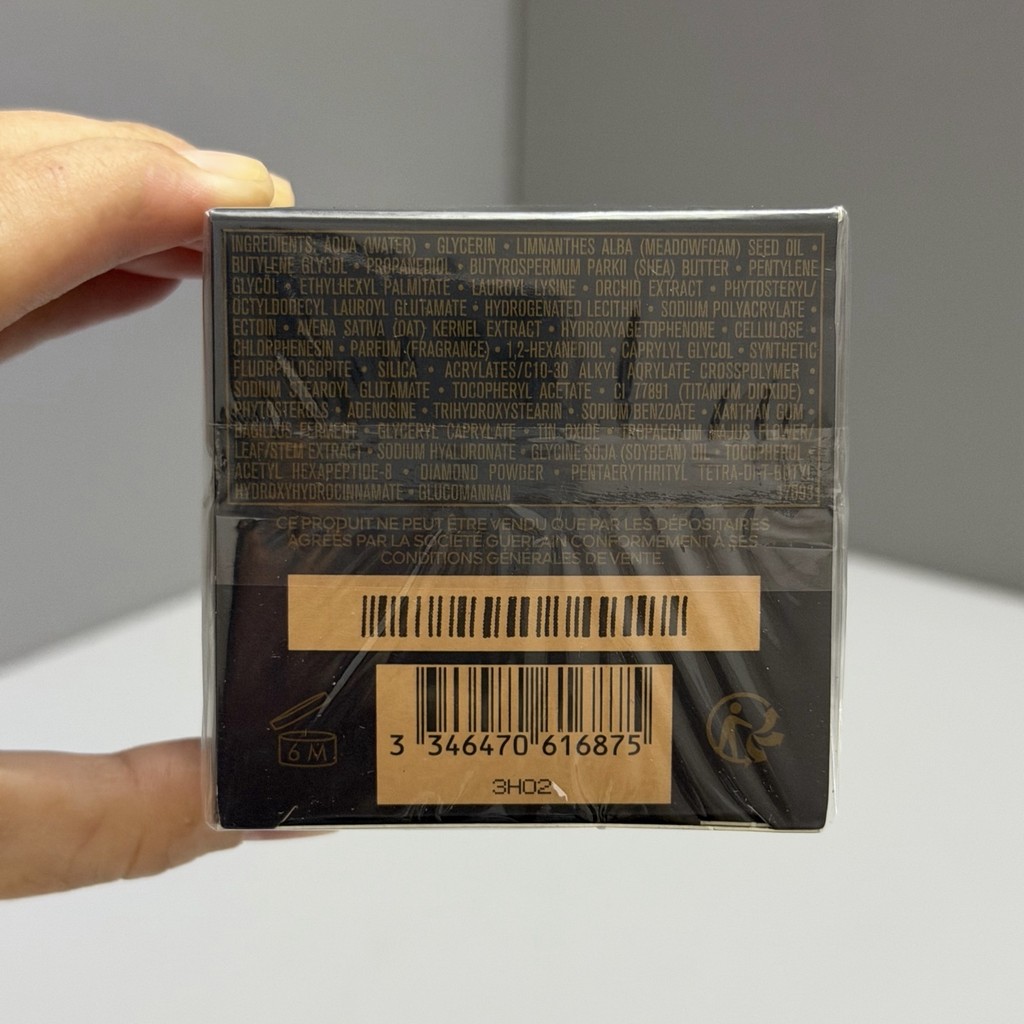 INGREDIENTS: AQUA (WATER) • GLYCERIN • LIMNANTHES ALBA (MEADOWFOAM) SEED OIL •
BUTYLENE GLYCOL • PROPANEDIOL • BUTYROSPERMUM PARKII (SHEA) BUTTER • PENTYLENE
GLYCOL • ETHYLHEXYL PALMITATE • LAUROYL LYSINE • ORCHID EXTRACT • PHYTOSTERYL/
OCTYLDODECYL LAUROYL GLUTAMATE • HYDROGENATED LECITHIN • SODIUM POLYACRYLATE •
ECTOIN • AVENA SATIVA (OAT) KERNEL EXTRACT • HYDROXYACETOPHENONE • CELLULOSE •
CHLORPHENESIN • PARFUM (FRAGRANCE) • 1,2-HEXANEDIOL • CAPRYLYL GLYCOL • SYNTHETIC
FLUORPHLOGOPITE • SILICA • ACRYLATES/C10-30 ALKYL ACRYLATE CROSSPOLYMER •
SODIUM STEAROYL GLUTAMATE • TOCOPHERYL ACETATE • CI 77891 (TITANIUM DIOXIDE) •
PHYTOSTEROLS • ADENOSINE • TRIHYDROXYSTEARIN • SODIUM BENZOATE • XANTHAN GUM •
FERMENT • GLYCERYL CAPRYLATE • TIN OXIDE • TROPAEOLUM MAJUS FLOWER/
LEAF/STEM EXTRACT • SODIUM HYALURONATE • GLYCINE SOJA (SOYBEAN) OIL • TOCOPHEROL •
ACETYL HEXAPEPTIDE-8 • DIAMOND POWDER • PENTAERYTHRITYL TETRA-DI-T-BUTYL
HYDROXYHYDROCINNAMATE • GLUCOMANNAN
CE PRODUIT NE PEUT ÊTRE VENDU QUE PAR LES DÉPOSITAIRES
AGRÉÉS PAR LA SOCIÉTÉ GUERLAIN CONFORMÉMENT À SES
CONDITIONS GÉNÉRALES DE VENTE.
6 M
3 346470 616875
3H02